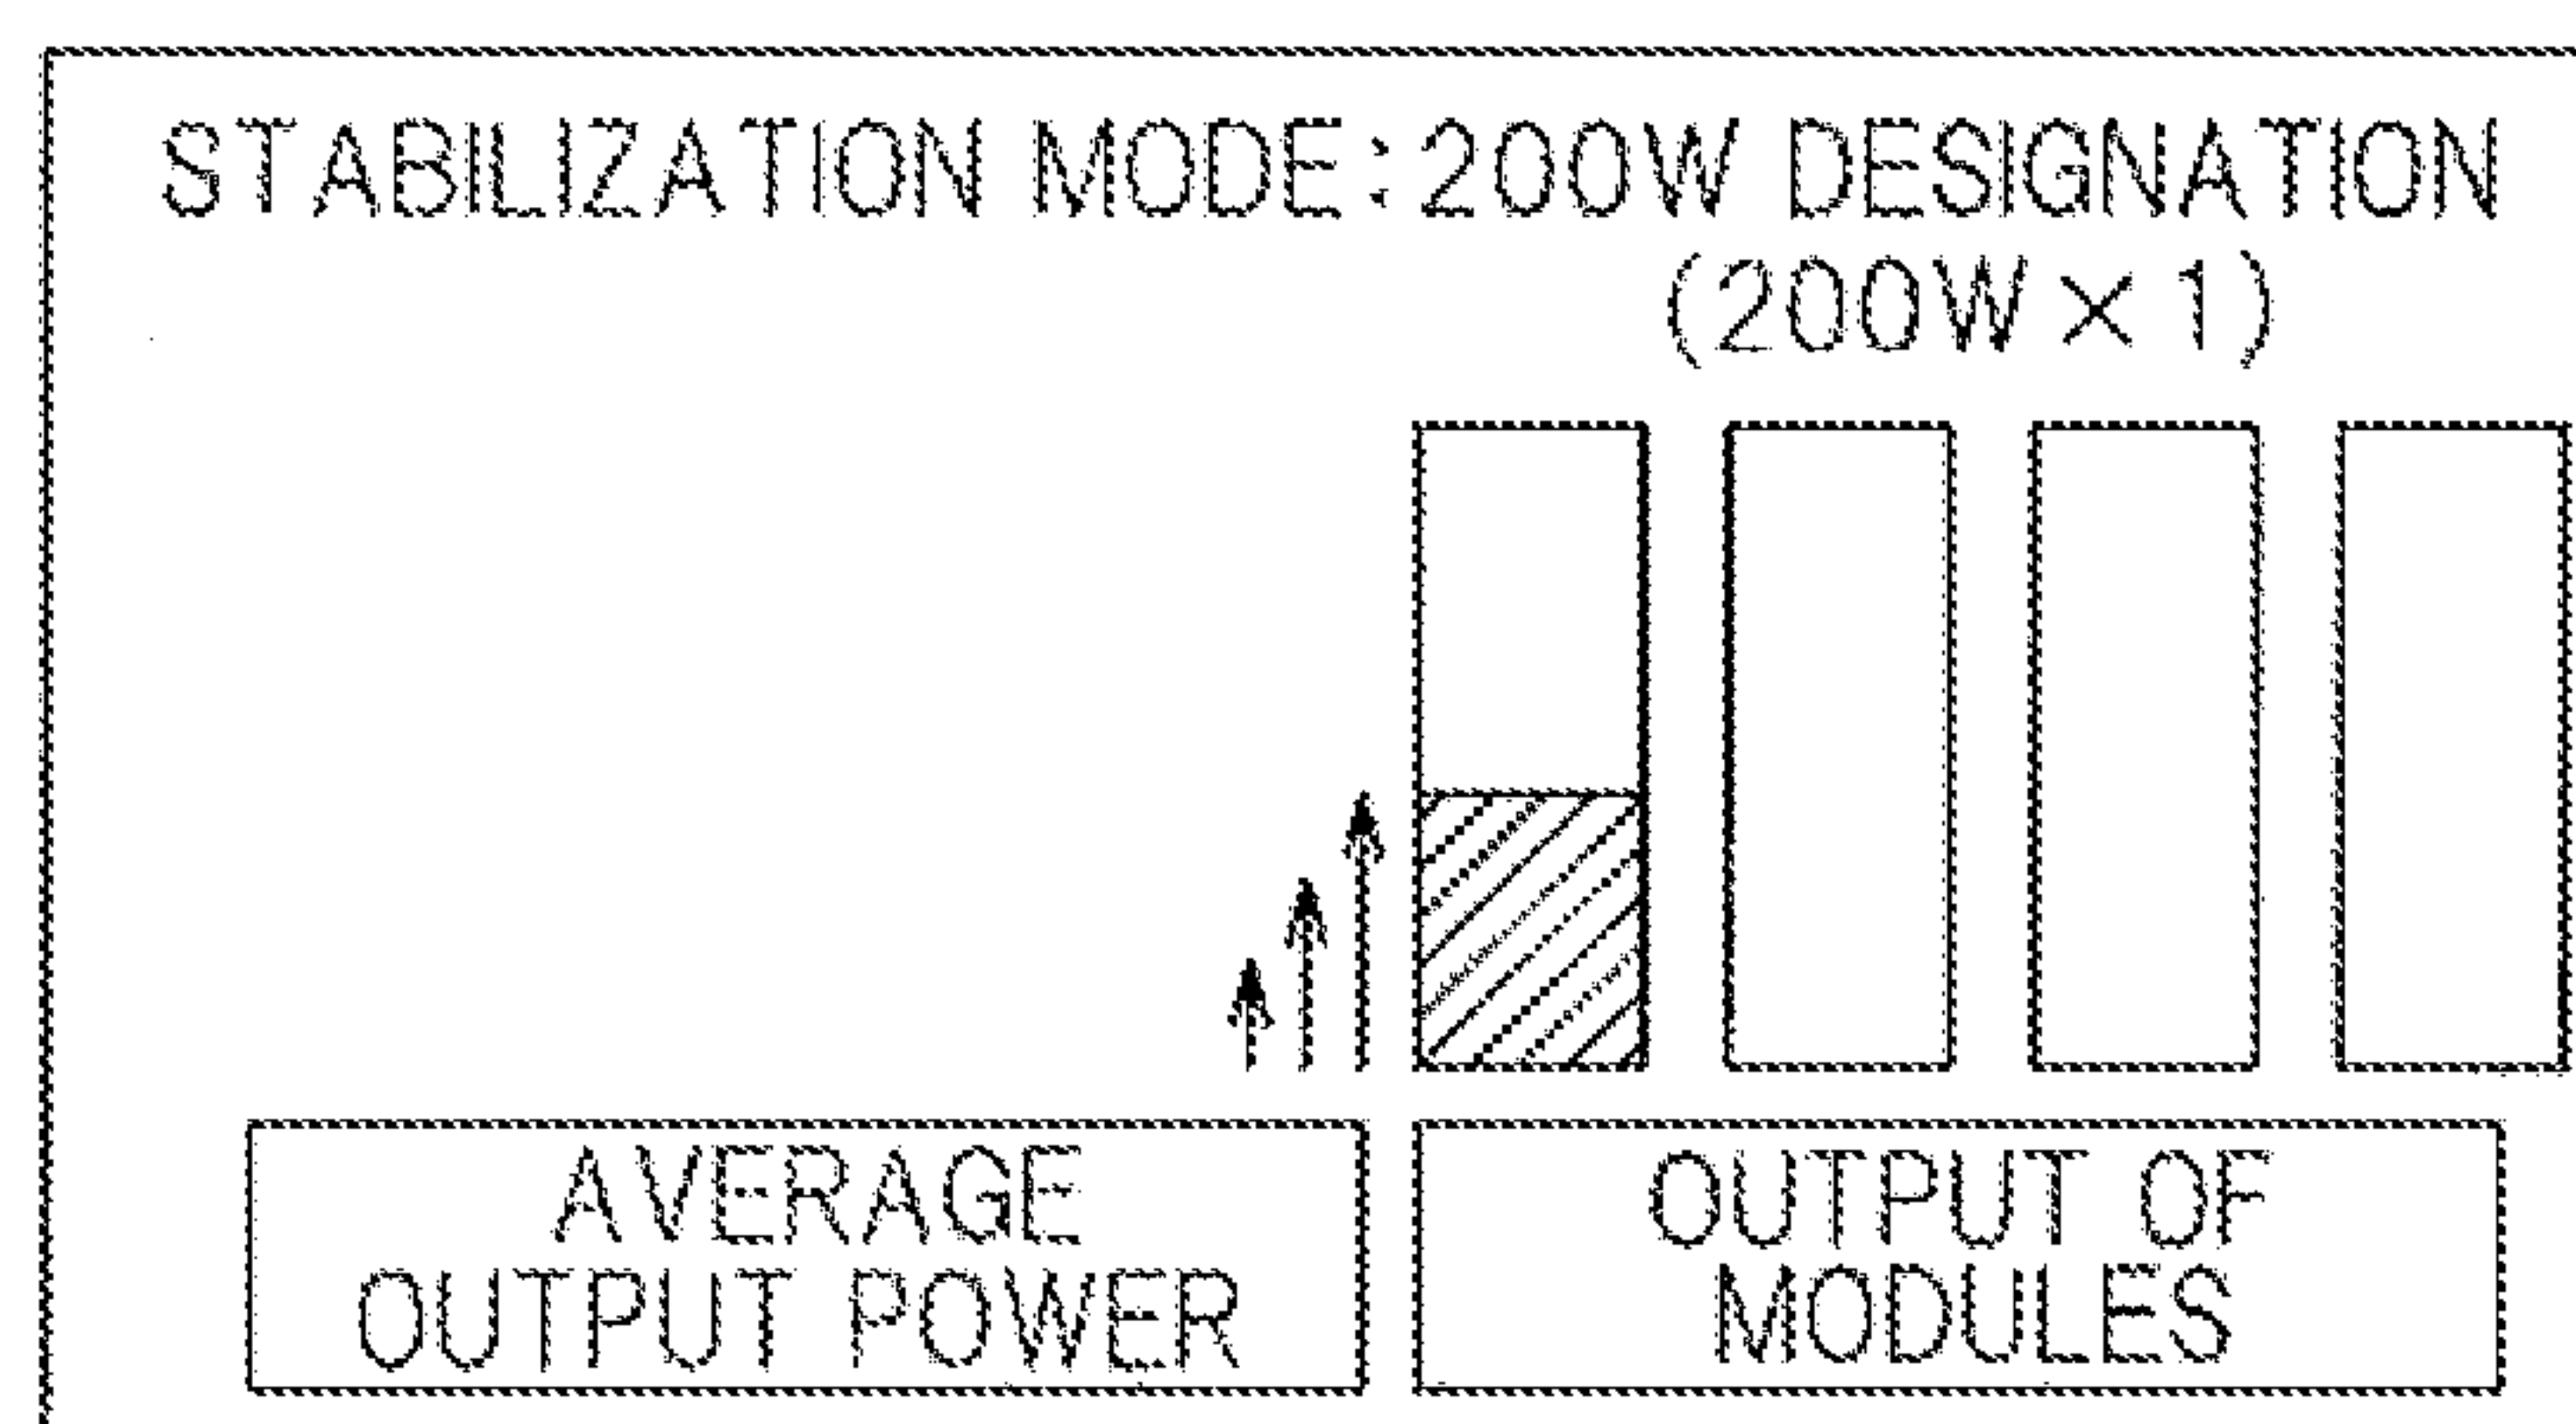 STABILIZATION MODE:200W DESIGNATION
(200W×1)
AVERAGE
OUTPUT POWER
OUTPUT OF
MODULES